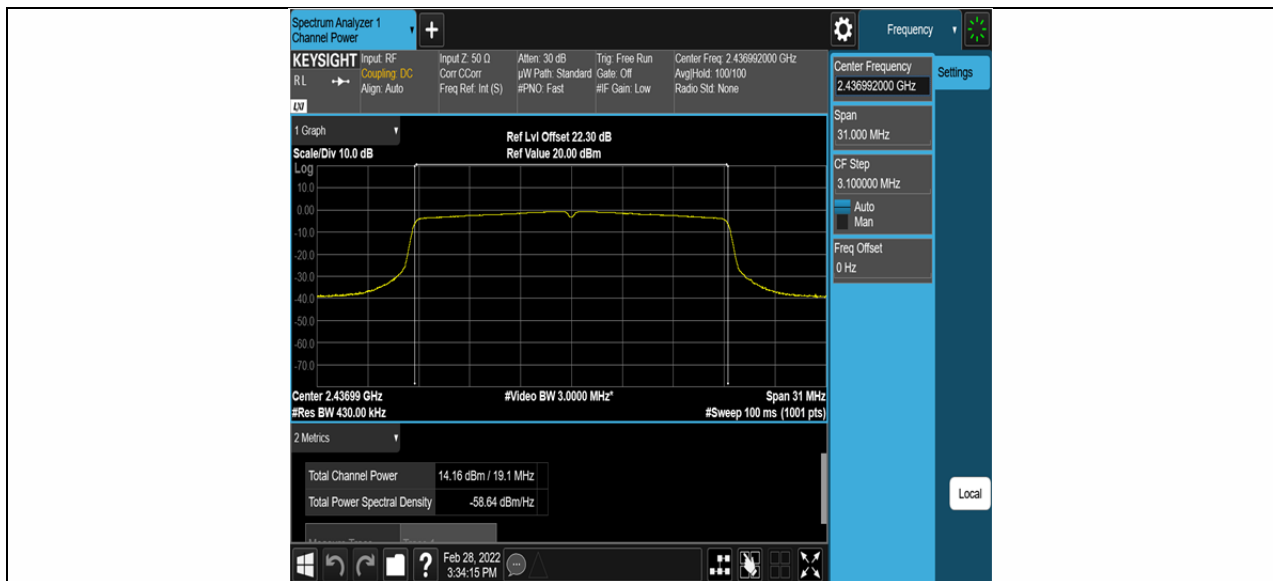 Spectrum Analyzer 1
Channel Power
+
Frequency
KEYSIGHT
RL
LXI
Input: RF
Coupling: DC
Align: Auto
Input Z: 50 Ω
Corr CCorr
Freq Ref: Int (S)
Atten: 30 dB
µW Path: Standard
#PNO: Fast
Trig: Free Run
Gate: Off
#IF Gain: Low
Center Freq: 2.436992000 GHz
Avg|Hold: 100/100
Radio Std: None
Center Frequency
2.436992000 GHz
Settings
Span
31.000 MHz
CF Step
3.100000 MHz
Auto
Man
Freq Offset
0 Hz
Local
1 Graph
Scale/Div 10.0 dB
Ref Lvl Offset 22.30 dB
Ref Value 20.00 dBm
Log
10.0
0.00
-10.0
-20.0
-30.0
-40.0
-50.0
-60.0
-70.0
Center 2.43699 GHz
#Video BW 3.0000 MHz*
Span 31 MHz
#Res BW 430.00 kHz
#Sweep 100 ms (1001 pts)
2 Metrics
Total Channel Power 14.16 dBm / 19.1 MHz
Total Power Spectral Density -58.64 dBm/Hz
?
Feb 28, 2022
3:34:15 PM